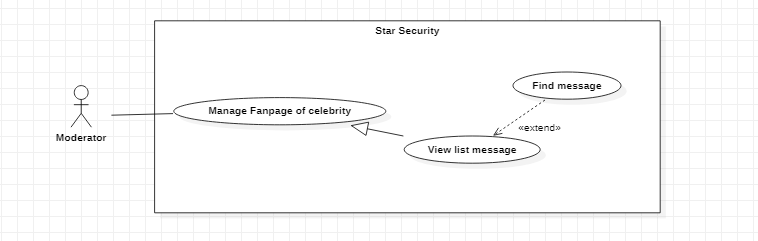 Star Security
Find message
Manage Fanpage of celebrity
«extend»
Moderator
View list message